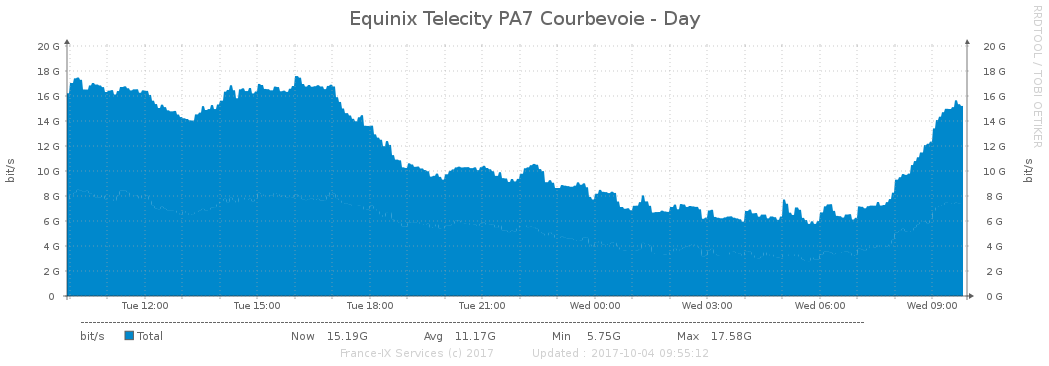 Equinix Telecity PA7 Courbevoie - Day
RRDTOOL / TOBI OETIKER
bit/s
20 G 20 G
18 G 18 G
16 G 16 G
14 G 14 G
12 G 12 G
10 G 10 G
8 G 8 G
6 G 6 G
4 G 4 G
2 G 2 G
0 0 G
bit/s
Tue 12:00 Tue 15:00 Tue 18:00 Tue 21:00 Wed 00:00 Wed 03:00 Wed 06:00 Wed 09:00
bit/s Total Now 15.19G Avg 11.17G Min 5.75G Max 17.58G
France-IX Services (c) 2017 Updated : 2017-10-04 09:55:12